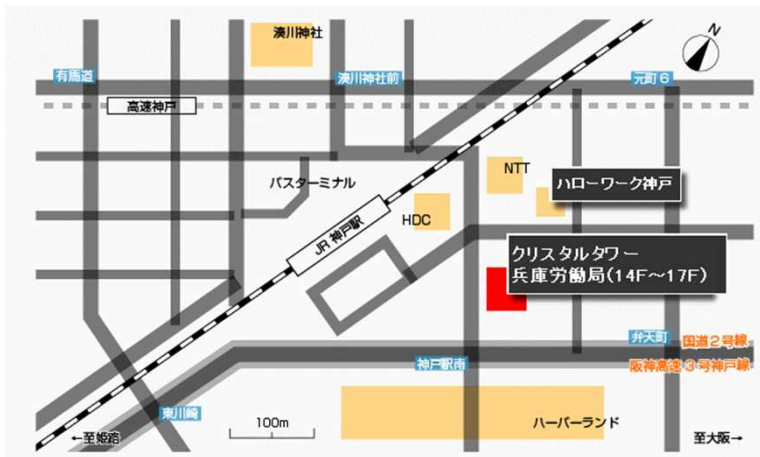 湊川神社
N
有馬道
湊川神社前
元町6
高速神戸
NTT
ハローワーク神戸
バスターミナル
HDC
JR 神戸駅
クリスタルタワー
兵庫労働局(14F～17F)
弁天町
国道2号線
神戸駅南
阪神高速3号神戸線
東川崎
100m
ハーバーランド
←至姫路
至大阪→